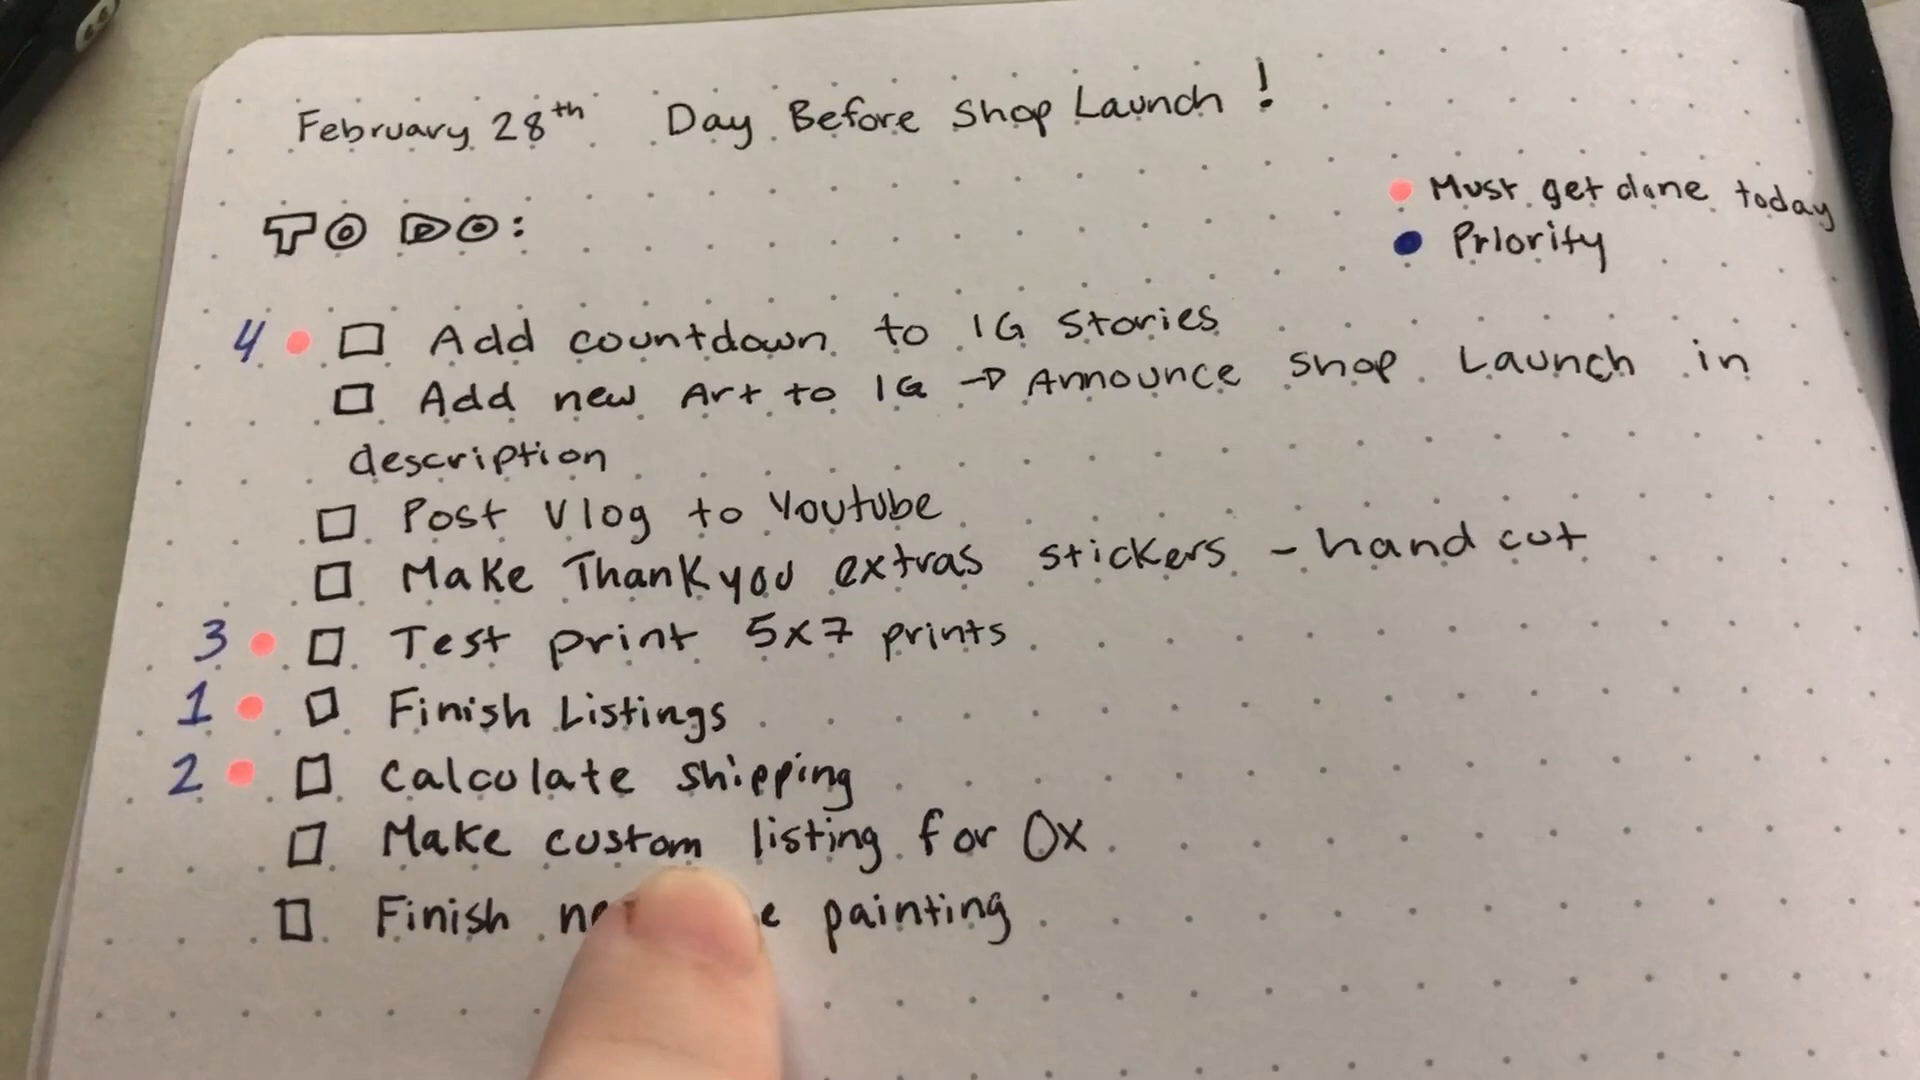 February 28th Day Before Shop Launch!
Must get done today
Priority
TO DO:
4 Add countdown to IG Stories
Add new Art to IG → Announce shop Launch in
description
Post Vlog to Youtube
Make Thank you extras stickers - hand cut
3 Test print 5x7 prints
1 Finish Listings
2 Calculate shipping
Make custom listing for Ox
Finish painting